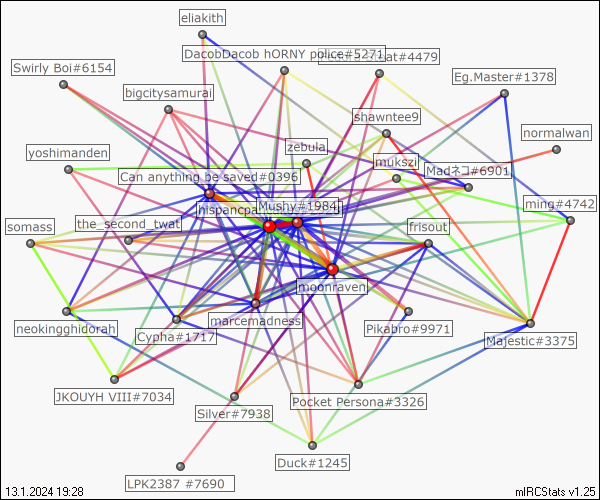 eliakith
DacobDacob hORNY police#5271
at#4479
Swirly Boi#6154
Eg.Master#1378
bigcitysamurai
shawntee9
normalwan
zebula
yoshimanden
mukszi
Madネコ#6901
Can anything be saved#0396
Mushy#1984
hispancpa
ming#4742
somass
the_second_twat
frisout
moonraven
neokingghidorah
marcemadness
Pikabro#9971
Cypha#1717
Majestic#3375
JKOUYH VIII#7034
Pocket Persona#3326
Silver#7938
Duck#1245
LPK2387 #7690
13.1.2024 19:28
mIRCStats v1.25